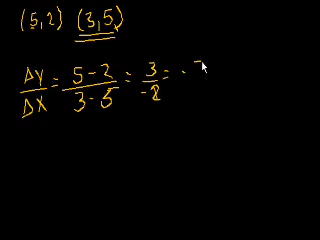 (5,2) (3,5)
ΔY/ΔX = 5-2/3-5 = 3/-2 =